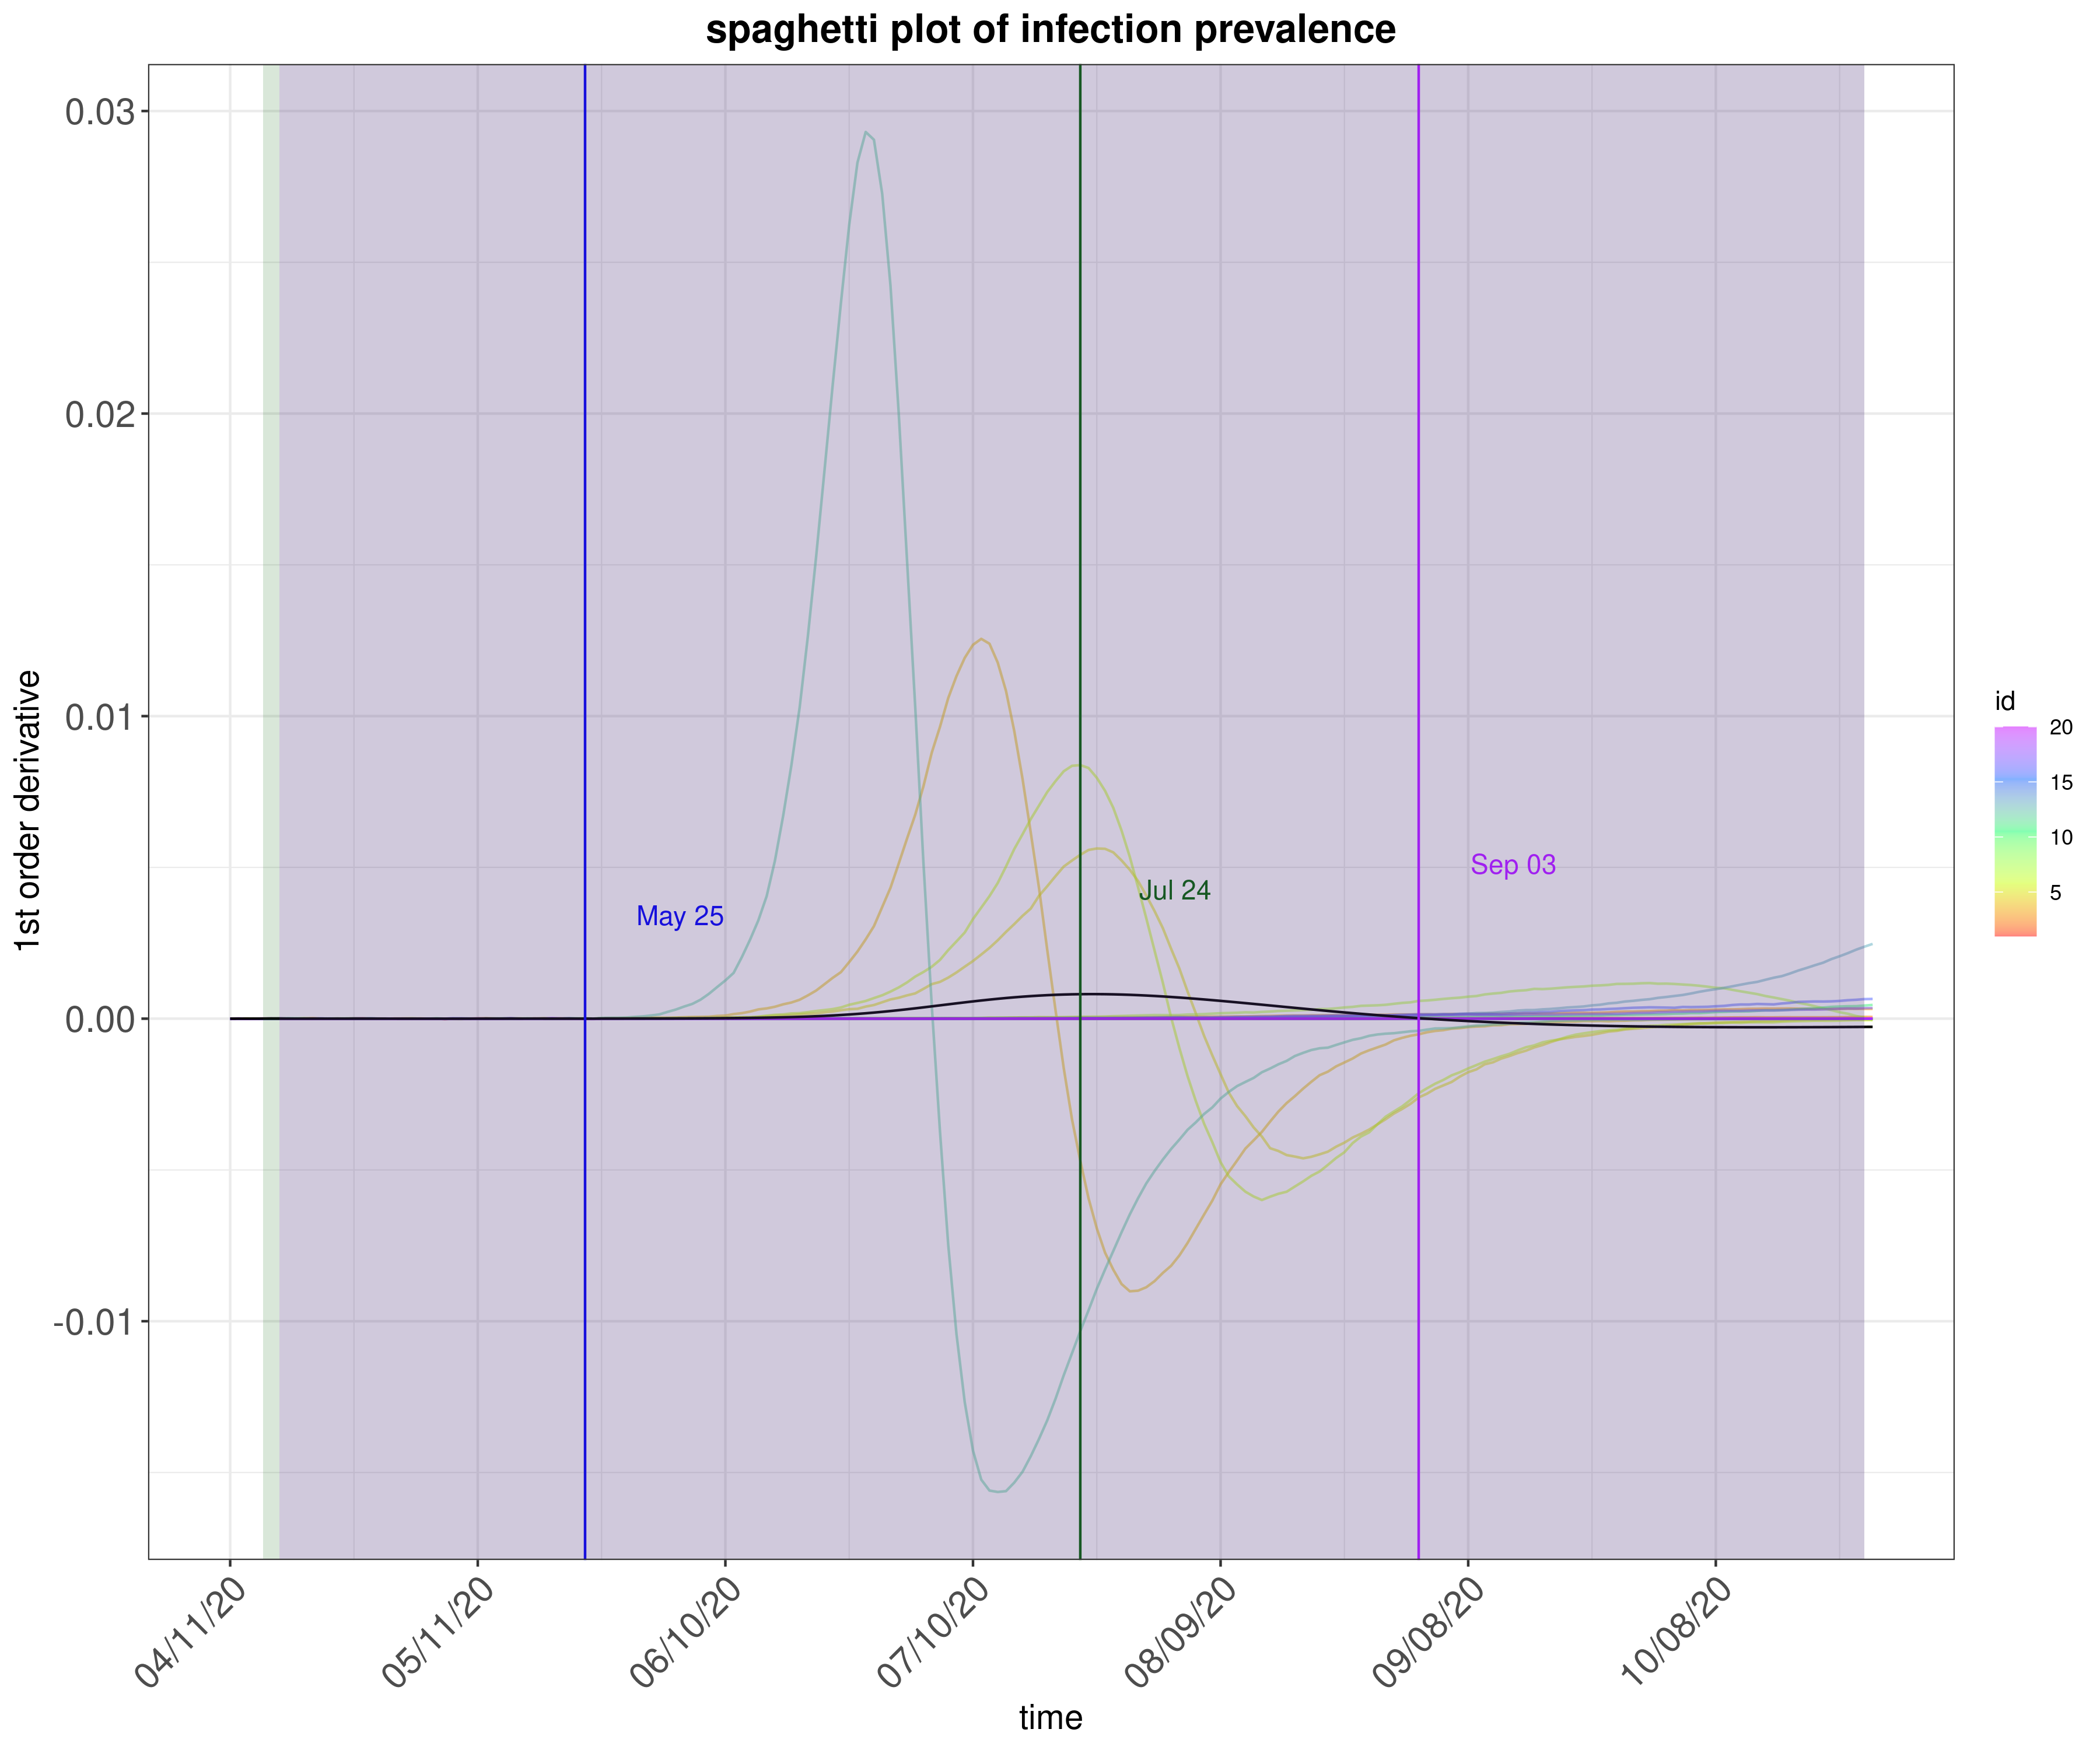 spaghetti plot of infection prevalence
1st order derivative
0.03
0.02
0.01
0.00
-0.01
May 25
Jul 24
Sep 03
id
20
15
10
5
04/11/20
05/11/20
06/10/20
07/10/20
08/09/20
09/08/20
10/08/20
time